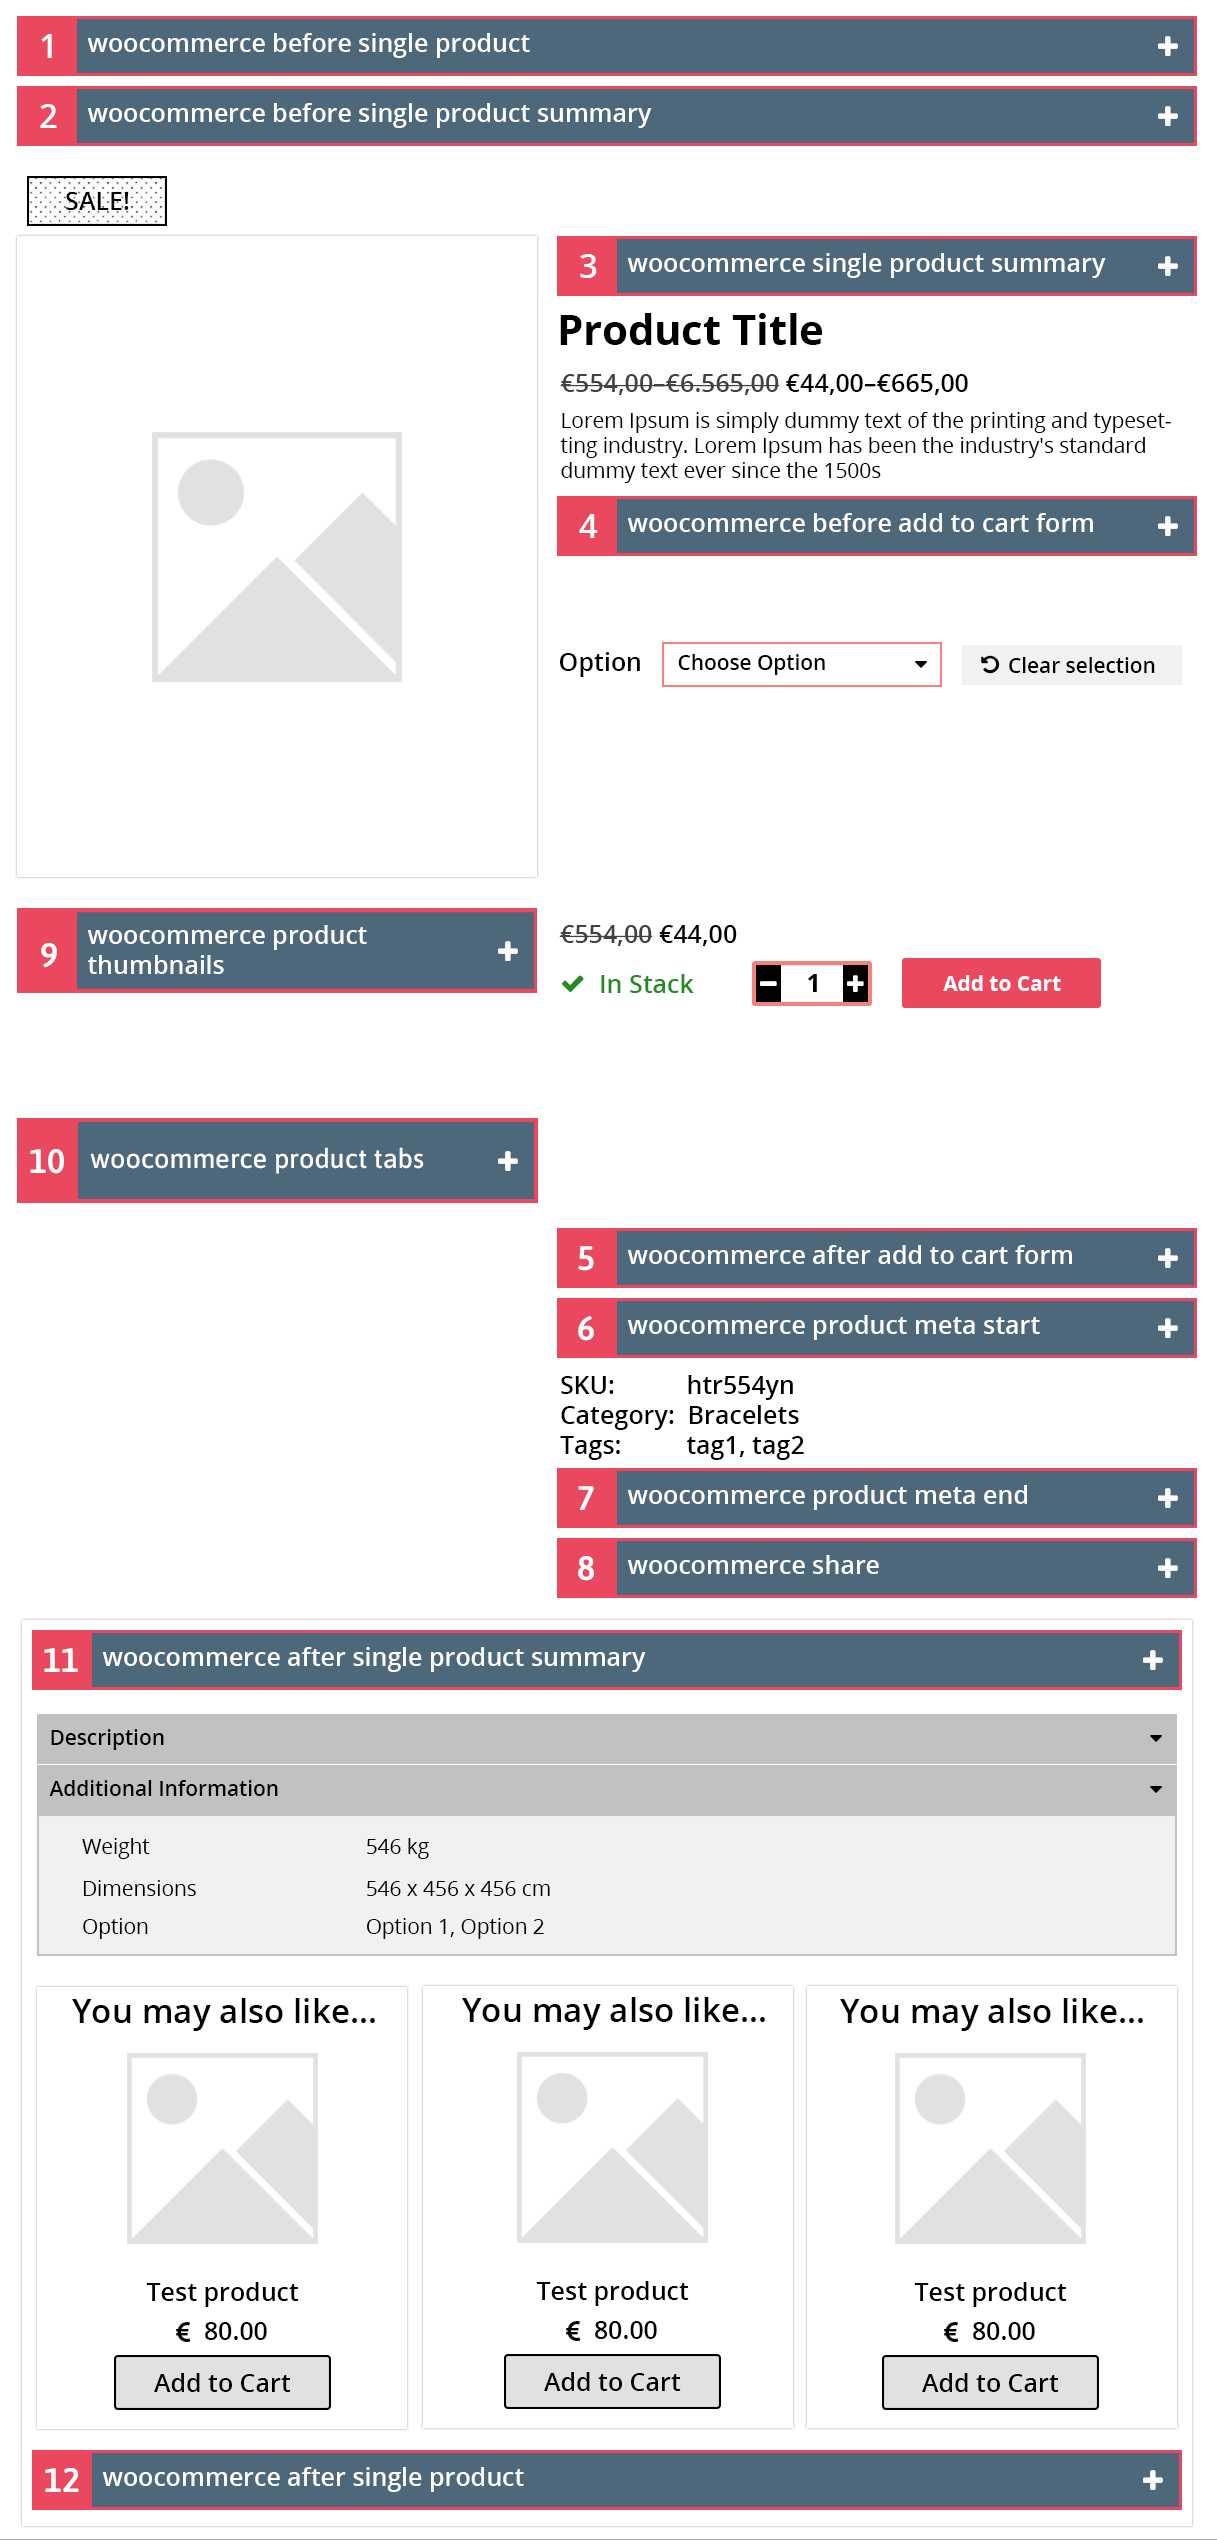 1 woocommerce before single product
2 woocommerce before single product summary
SALE!
3 woocommerce single product summary
Product Title
€554,00–€6.565,00 €44,00–€665,00
Lorem Ipsum is simply dummy text of the printing and typeset-
ting industry. Lorem Ipsum has been the industry's standard
dummy text ever since the 1500s
4 woocommerce before add to cart form
Option Choose Option Clear selection
9 woocommerce product
thumbnails
€554,00 €44,00
In Stack 1 Add to Cart
10 woocommerce product tabs
5 woocommerce after add to cart form
6 woocommerce product meta start
SKU: htr554yn
Category: Bracelets
Tags: tag1, tag2
7 woocommerce product meta end
8 woocommerce share
11 woocommerce after single product summary
Description
Additional Information
Weight 546 kg
Dimensions 546 x 456 x 456 cm
Option Option 1, Option 2
You may also like...
Test product
€ 80.00
Add to Cart
You may also like...
Test product
€ 80.00
Add to Cart
You may also like...
Test product
€ 80.00
Add to Cart
12 woocommerce after single product